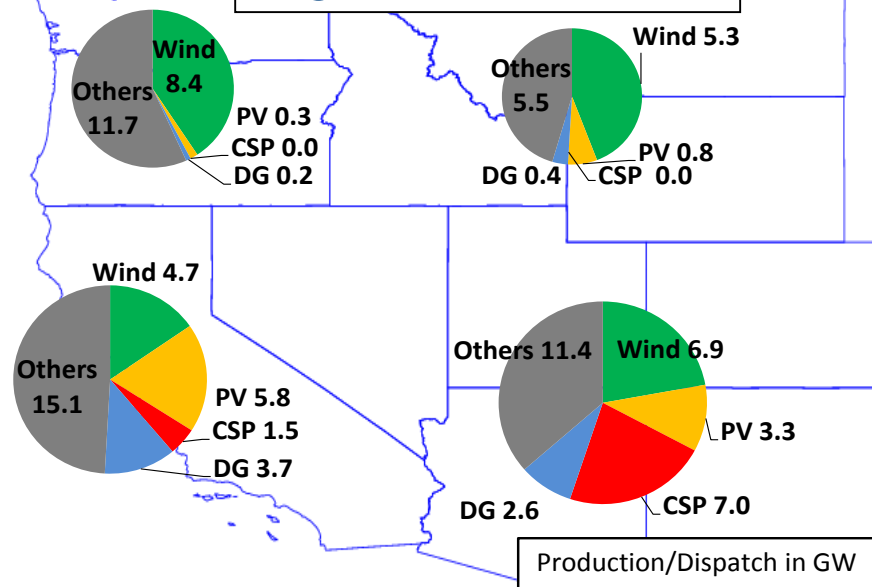 Wind
8.4
Others
11.7
PV 0.3
CSP 0.0
DG 0.2
Wind 5.3
Others
5.5
PV 0.8
CSP 0.0
DG 0.4
Wind 4.7
Others
15.1
PV 5.8
CSP 1.5
DG 3.7
Others 11.4
Wind 6.9
PV 3.3
CSP 7.0
DG 2.6
Production/Dispatch in GW